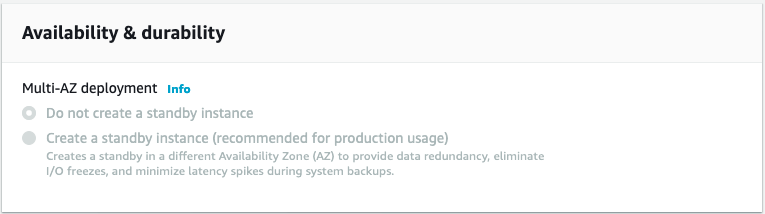 Availability & durability
Multi-AZ deployment Info
Do not create a standby instance
Create a standby instance (recommended for production usage)
Creates a standby in a different Availability Zone (AZ) to provide data redundancy, eliminate
I/O freezes, and minimize latency spikes during system backups.